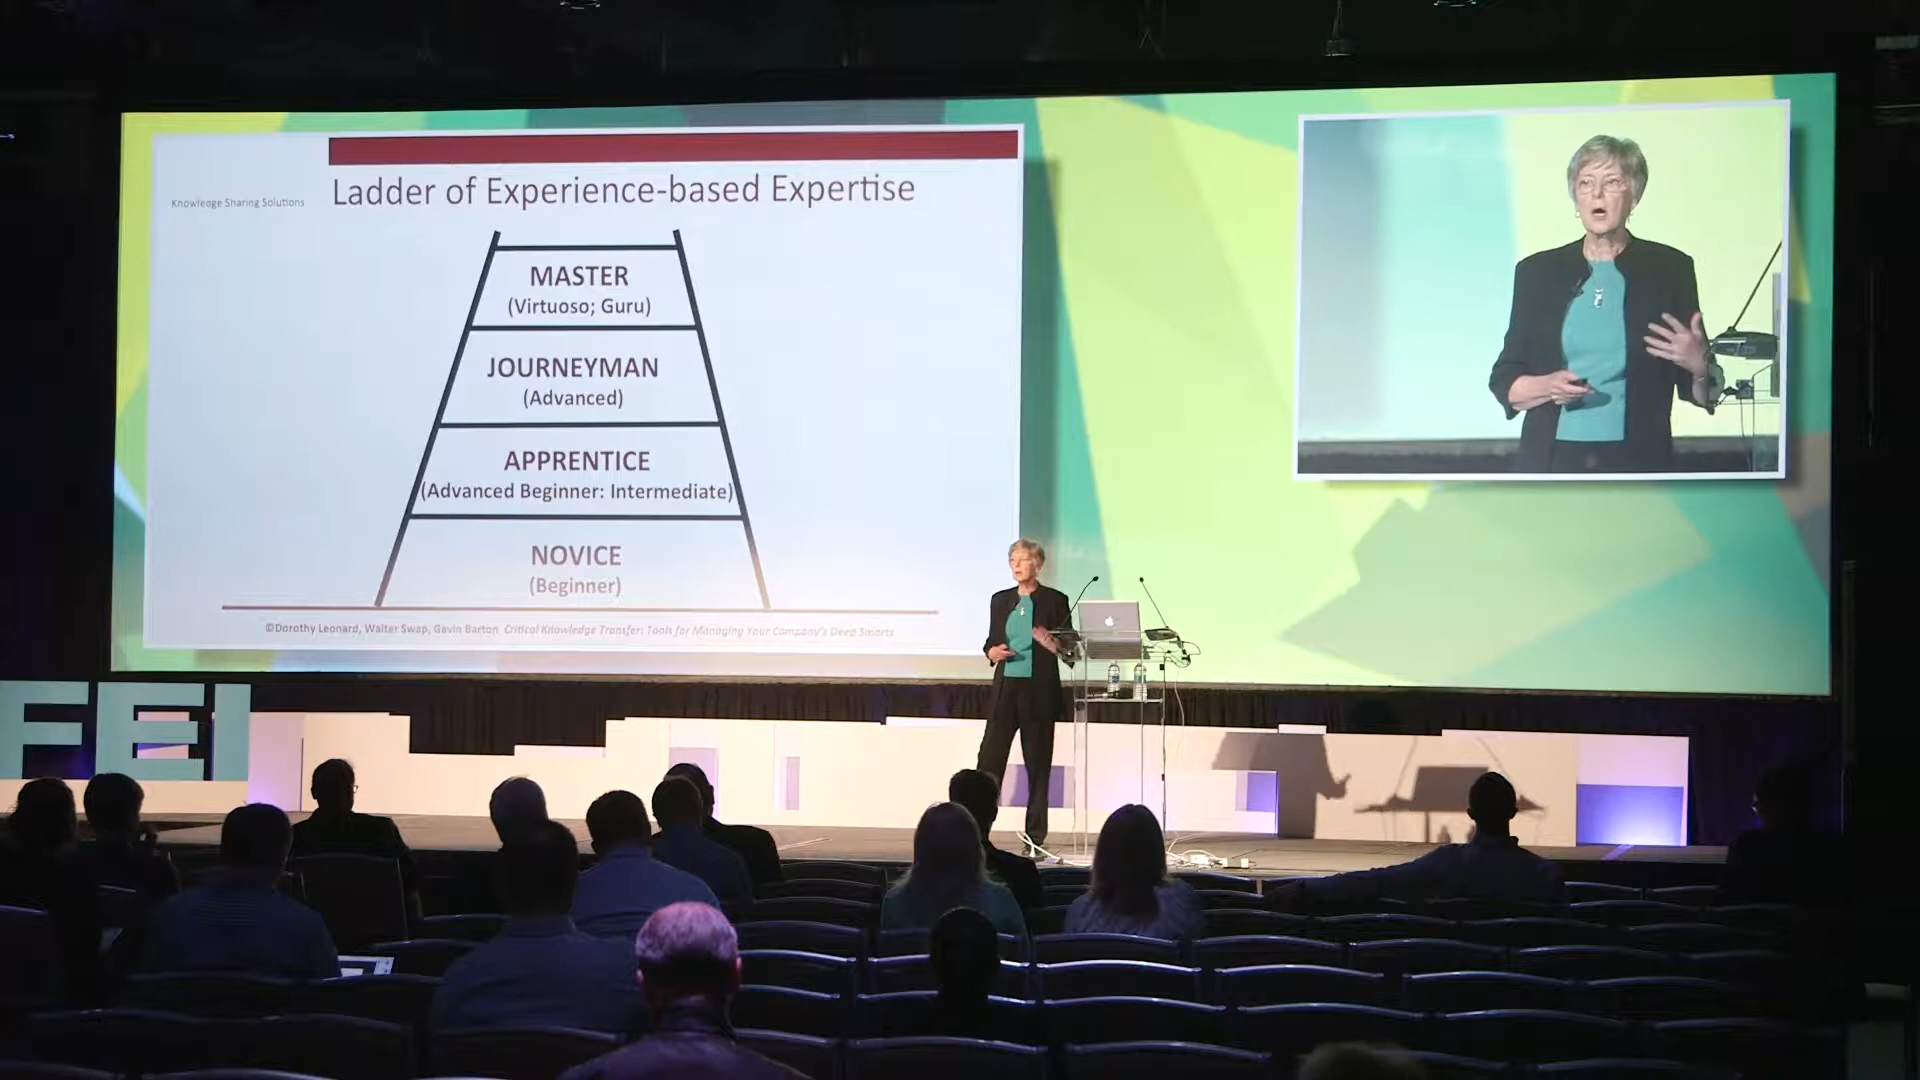 Knowledge Sharing Solutions
Ladder of Experience-based Expertise
MASTER
(Virtuoso; Guru)
JOURNEYMAN
(Advanced)
APPRENTICE
(Advanced Beginner: Intermediate)
NOVICE
(Beginner)
©Dorothy Leonard, Walter Swap, Gavin Barton Critical Knowledge Transfer: Tools for Managing Your Company's Deep Smarts
FEI